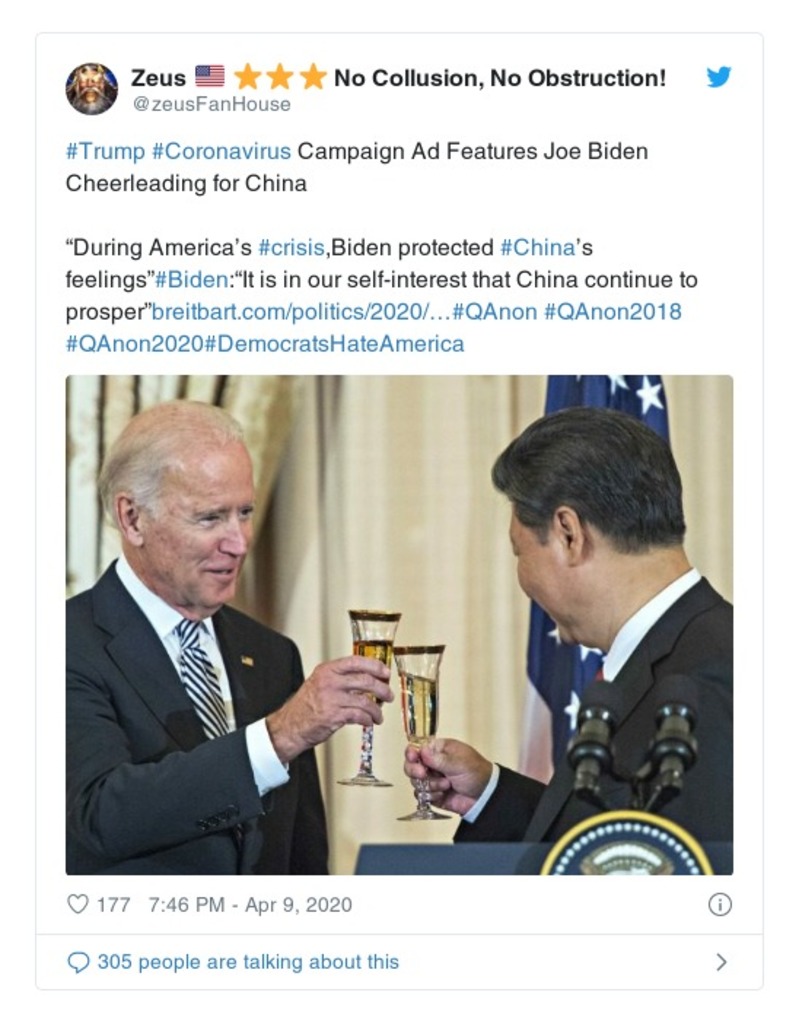 Zeus 🇺🇸 ⭐⭐⭐ No Collusion, No Obstruction!
@zeusFanHouse
#Trump #Coronavirus Campaign Ad Features Joe Biden
Cheerleading for China
“During America’s #crisis,Biden protected #China’s
feelings”#Biden:“It is in our self-interest that China continue to
prosper”breitbart.com/politics/2020/…#QAnon #QAnon2018
#QAnon2020#DemocratsHateAmerica
177 7:46 PM - Apr 9, 2020
305 people are talking about this